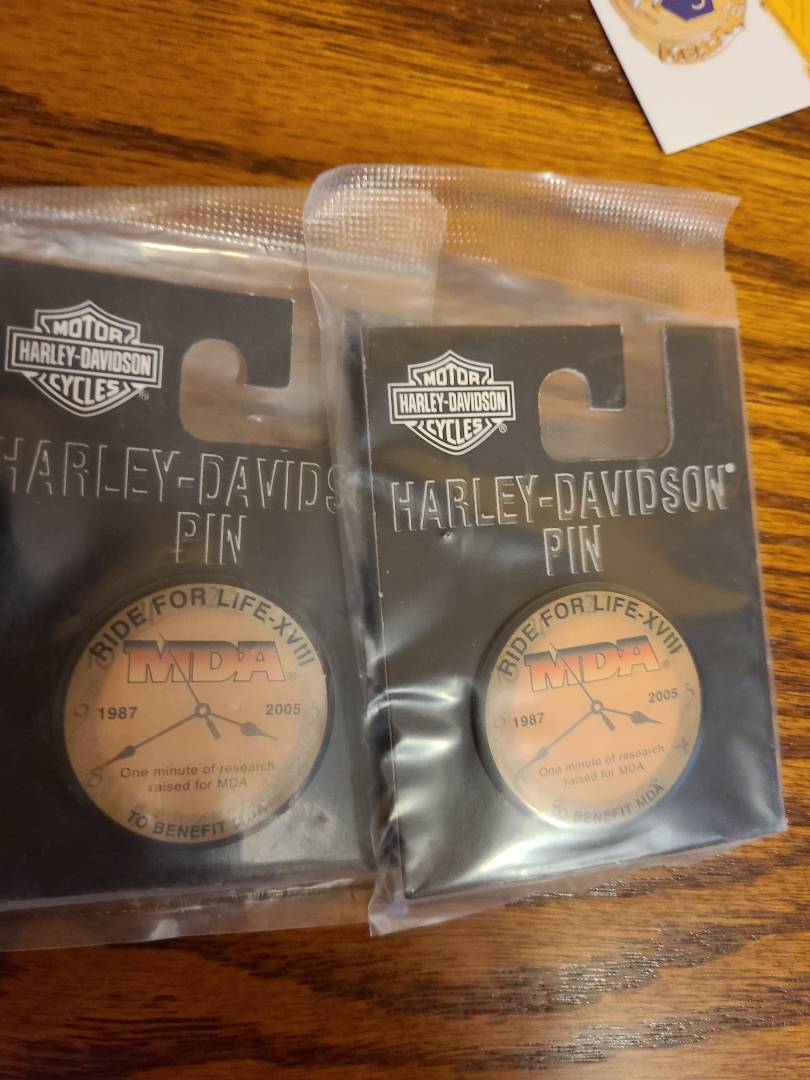 MOTOR
HARLEY-DAVIDSON
CYCLES
®
HARLEY-DAVIDS
PIN
RIDE FOR LIFE-XVIII
MDA®
1987
2005
One minute of research
raised for MDA
TO BENEFIT MDA
MOTOR
HARLEY-DAVIDSON
CYCLES
®
HARLEY-DAVIDSON®
PIN
RIDE FOR LIFE-XVIII
MDA®
1987
2005
One minute of research
raised for MDA
TO BENEFIT MDA